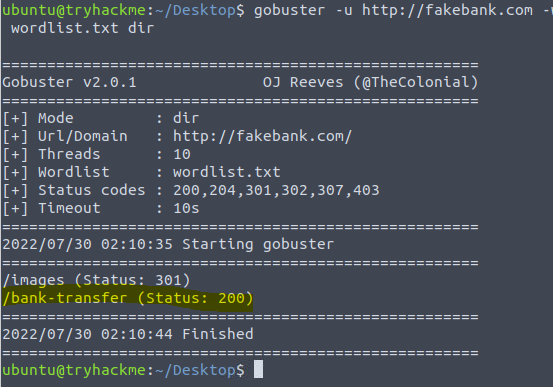 ubuntu@tryhackme:~/Desktop$ gobuster -u http://fakebank.com -w
 wordlist.txt dir
=====================================================
Gobuster v2.0.1              OJ Reeves (@TheColonial)
=====================================================
[+] Mode         : dir
[+] Url/Domain   : http://fakebank.com/
[+] Threads      : 10
[+] Wordlist     : wordlist.txt
[+] Status codes : 200,204,301,302,307,403
[+] Timeout      : 10s
=====================================================
2022/07/30 02:10:35 Starting gobuster
=====================================================
/images (Status: 301)
/bank-transfer (Status: 200)
=====================================================
2022/07/30 02:10:44 Finished
=====================================================
ubuntu@tryhackme:~/Desktop$